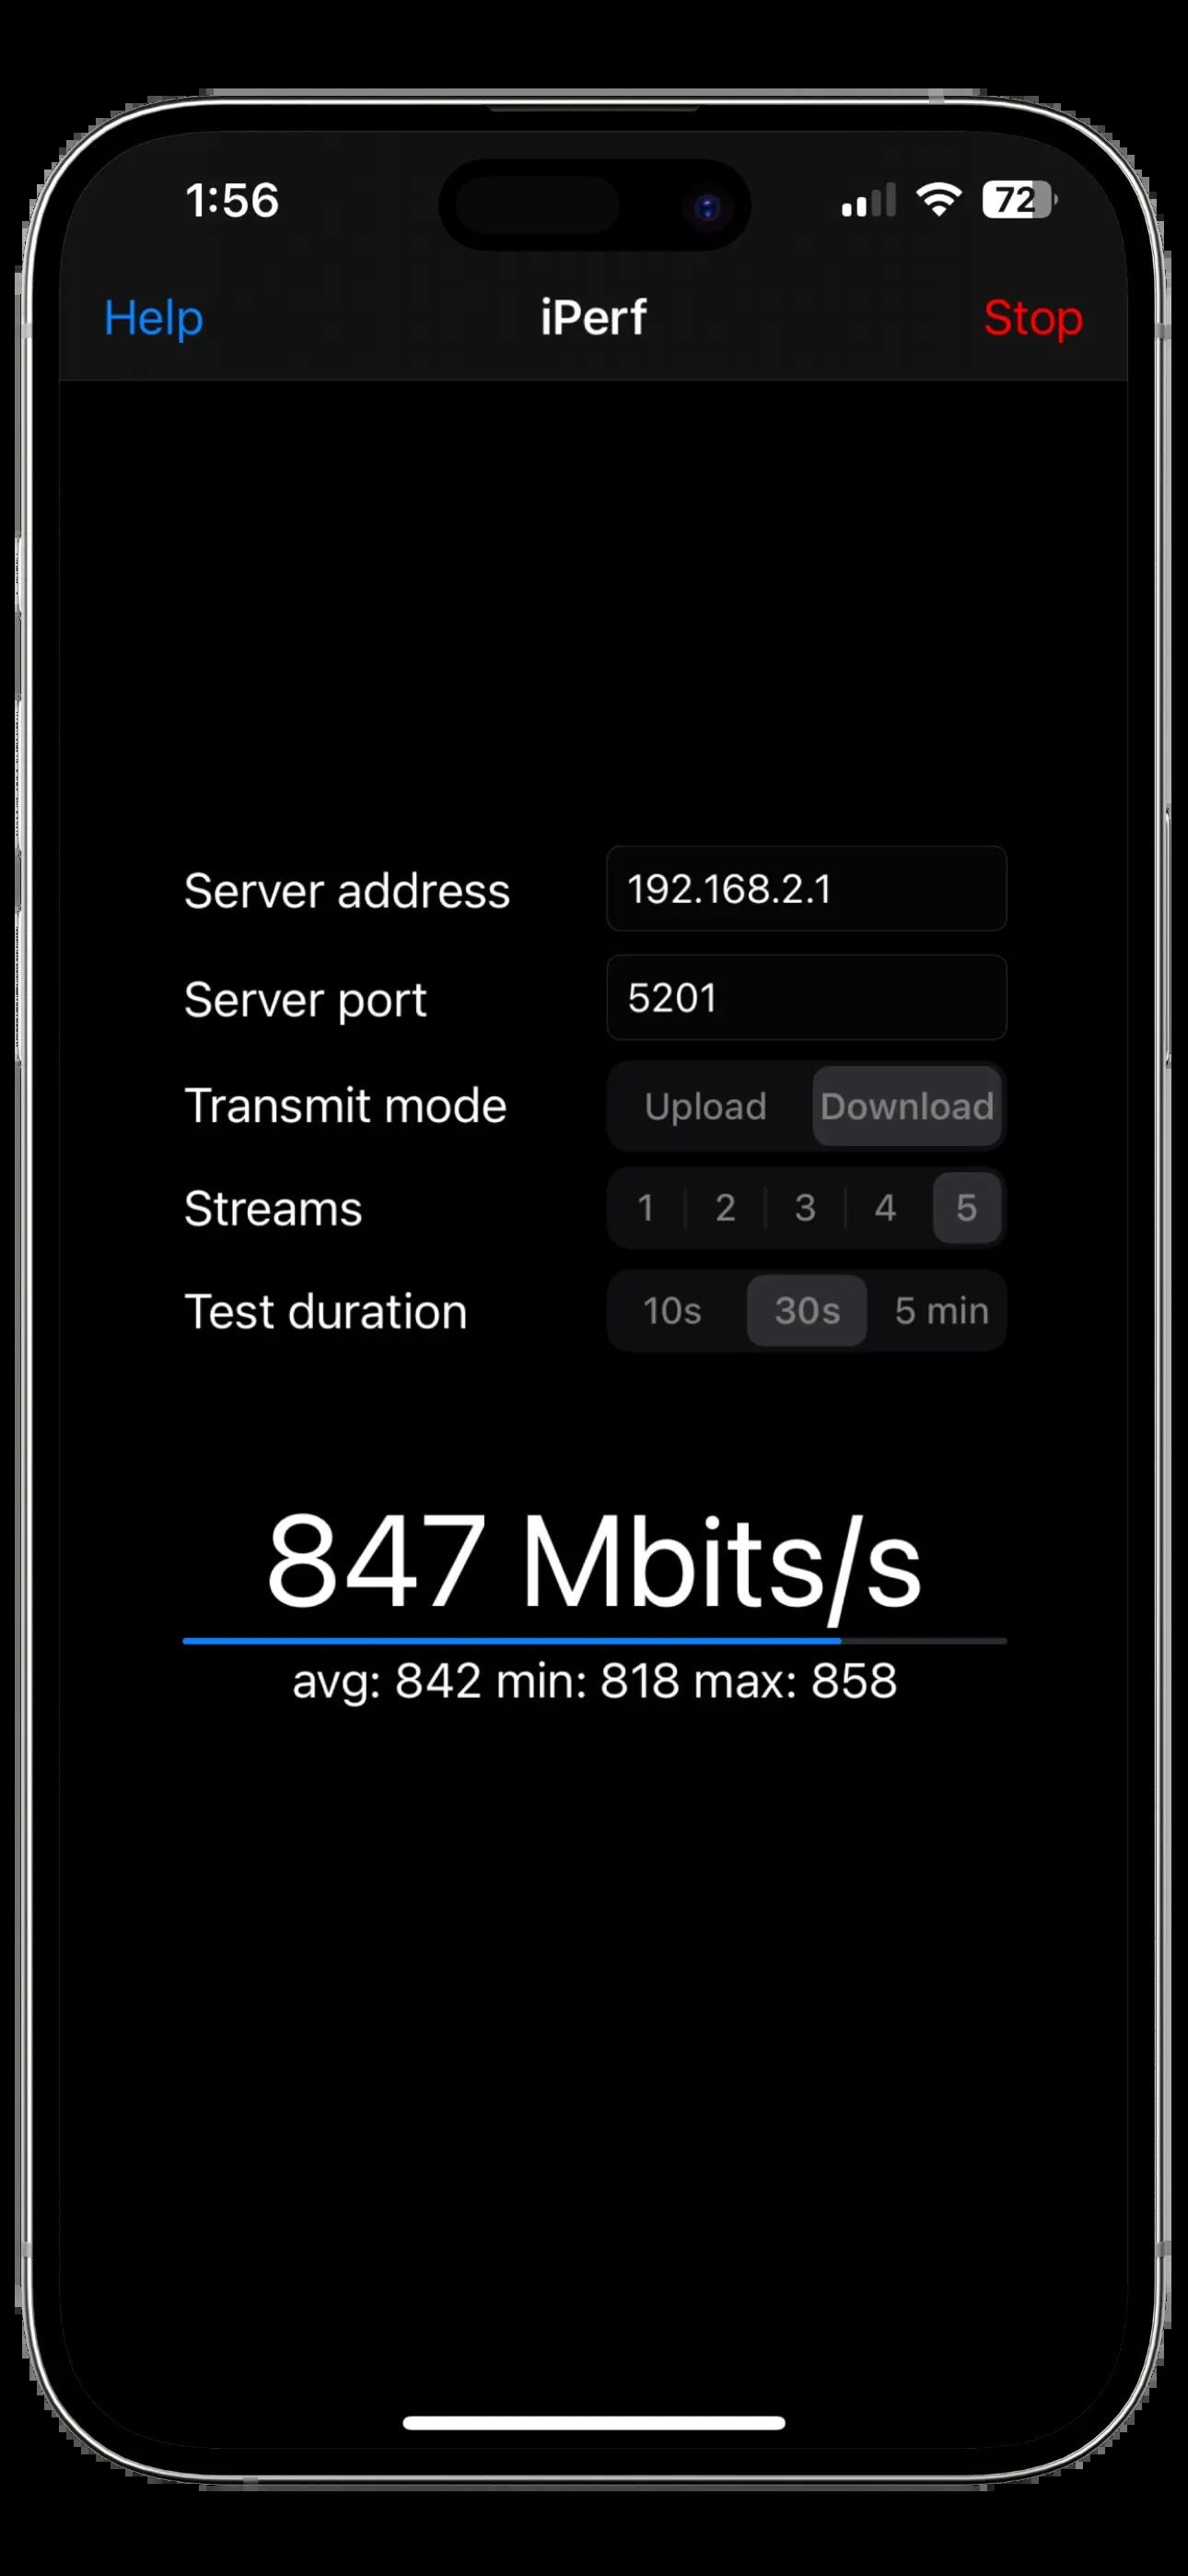 1:56 72
Help iPerf Stop
Server address 192.168.2.1
Server port 5201
Transmit mode Upload Download
Streams 1 2 3 4 5
Test duration 10s 30s 5 min
847 Mbits/s
avg: 842 min: 818 max: 858